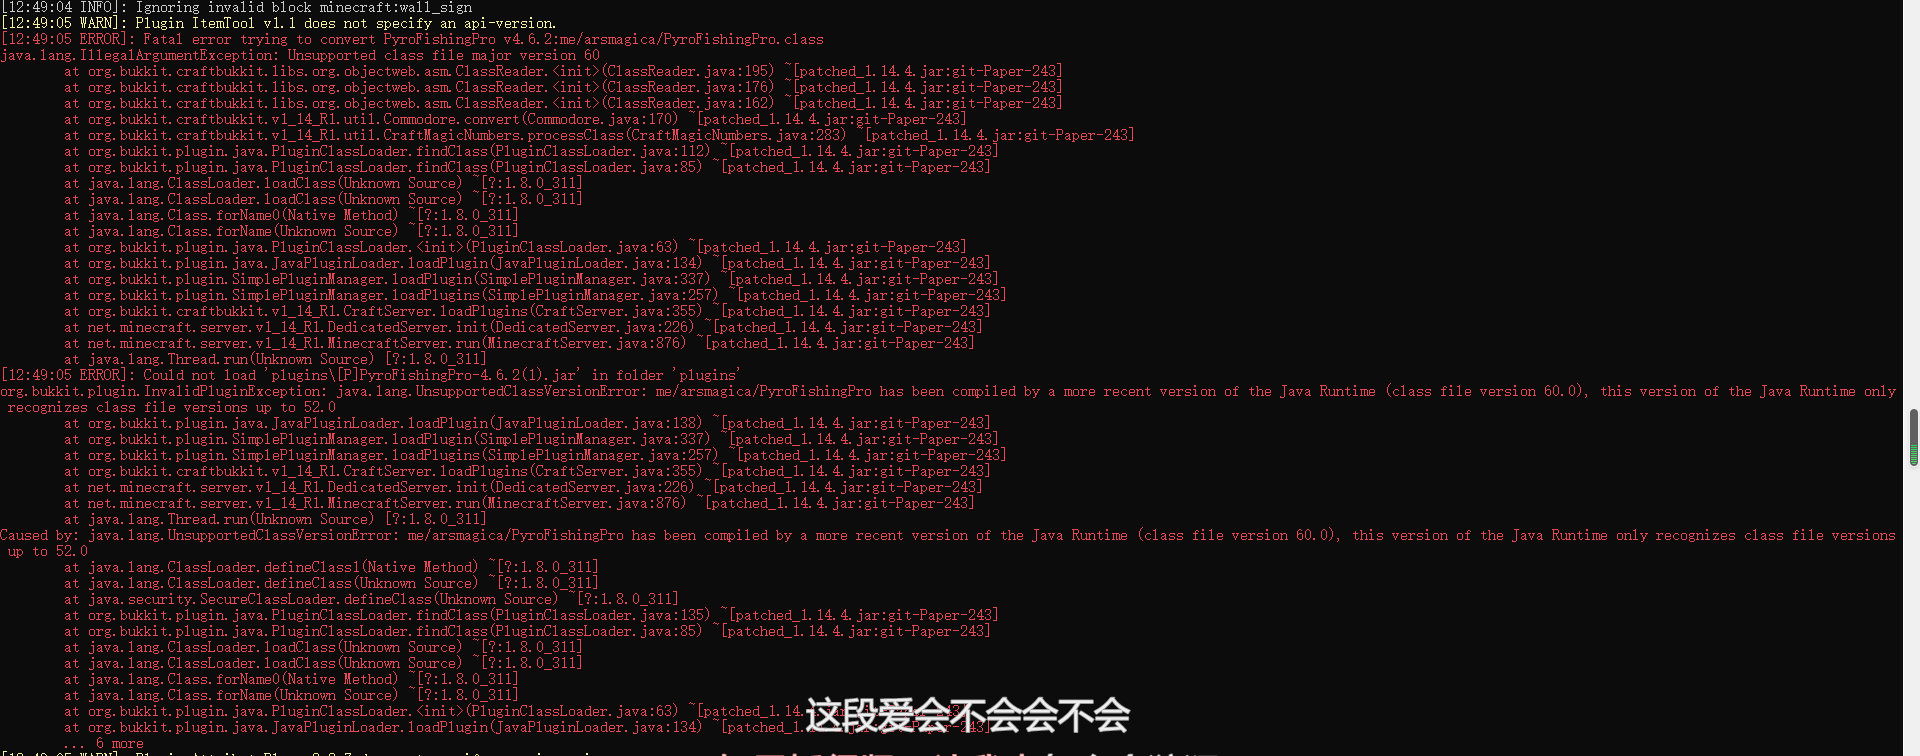 [12:49:04 INFO]: Ignoring invalid block minecraft:wall_sign
[12:49:05 WARN]: Plugin ItemTool v1.1 does not specify an api-version.
[12:49:05 ERROR]: Fatal error trying to convert PyroFishingPro v4.6.2:me/arsmagica/PyroFishingPro.class
java.lang.IllegalArgumentException: Unsupported class file major version 60
at org.bukkit.craftbukkit.libs.org.objectweb.asm.ClassReader.<init>(ClassReader.java:195) ~[patched_1.14.4.jar:git-Paper-243]
at org.bukkit.craftbukkit.libs.org.objectweb.asm.ClassReader.<init>(ClassReader.java:176) ~[patched_1.14.4.jar:git-Paper-243]
at org.bukkit.craftbukkit.libs.org.objectweb.asm.ClassReader.<init>(ClassReader.java:162) ~[patched_1.14.4.jar:git-Paper-243]
at org.bukkit.craftbukkit.v1_14_R1.util.Commodore.convert(Commodore.java:170) ~[patched_1.14.4.jar:git-Paper-243]
at org.bukkit.craftbukkit.v1_14_R1.util.CraftMagicNumbers.processClass(CraftMagicNumbers.java:283) ~[patched_1.14.4.jar:git-Paper-243]
at org.bukkit.plugin.java.PluginClassLoader.findClass(PluginClassLoader.java:112) ~[patched_1.14.4.jar:git-Paper-243]
at org.bukkit.plugin.java.PluginClassLoader.findClass(PluginClassLoader.java:85) ~[patched_1.14.4.jar:git-Paper-243]
at java.lang.ClassLoader.loadClass(Unknown Source) ~[?:1.8.0_311]
at java.lang.ClassLoader.loadClass(Unknown Source) ~[?:1.8.0_311]
at java.lang.Class.forName0(Native Method) ~[?:1.8.0_311]
at java.lang.Class.forName(Unknown Source) ~[?:1.8.0_311]
at org.bukkit.plugin.java.PluginClassLoader.<init>(PluginClassLoader.java:63) ~[patched_1.14.4.jar:git-Paper-243]
at org.bukkit.plugin.java.JavaPluginLoader.loadPlugin(JavaPluginLoader.java:134) ~[patched_1.14.4.jar:git-Paper-243]
at org.bukkit.plugin.SimplePluginManager.loadPlugin(SimplePluginManager.java:337) ~[patched_1.14.4.jar:git-Paper-243]
at org.bukkit.plugin.SimplePluginManager.loadPlugins(SimplePluginManager.java:257) ~[patched_1.14.4.jar:git-Paper-243]
at org.bukkit.craftbukkit.v1_14_R1.CraftServer.loadPlugins(CraftServer.java:355) ~[patched_1.14.4.jar:git-Paper-243]
at net.minecraft.server.v1_14_R1.DedicatedServer.init(DedicatedServer.java:226) ~[patched_1.14.4.jar:git-Paper-243]
at net.minecraft.server.v1_14_R1.MinecraftServer.run(MinecraftServer.java:876) ~[patched_1.14.4.jar:git-Paper-243]
at java.lang.Thread.run(Unknown Source) [?:1.8.0_311]
[12:49:05 ERROR]: Could not load 'plugins\[P]PyroFishingPro-4.6.2(1).jar' in folder 'plugins'
org.bukkit.plugin.InvalidPluginException: java.lang.UnsupportedClassVersionError: me/arsmagica/PyroFishingPro has been compiled by a more recent version of the Java Runtime (class file version 60.0), this version of the Java Runtime only
recognizes class file versions up to 52.0
at org.bukkit.plugin.java.JavaPluginLoader.loadPlugin(JavaPluginLoader.java:138) ~[patched_1.14.4.jar:git-Paper-243]
at org.bukkit.plugin.SimplePluginManager.loadPlugin(SimplePluginManager.java:337) ~[patched_1.14.4.jar:git-Paper-243]
at org.bukkit.plugin.SimplePluginManager.loadPlugins(SimplePluginManager.java:257) ~[patched_1.14.4.jar:git-Paper-243]
at org.bukkit.craftbukkit.v1_14_R1.CraftServer.loadPlugins(CraftServer.java:355) ~[patched_1.14.4.jar:git-Paper-243]
at net.minecraft.server.v1_14_R1.DedicatedServer.init(DedicatedServer.java:226) ~[patched_1.14.4.jar:git-Paper-243]
at net.minecraft.server.v1_14_R1.MinecraftServer.run(MinecraftServer.java:876) ~[patched_1.14.4.jar:git-Paper-243]
at java.lang.Thread.run(Unknown Source) [?:1.8.0_311]
Caused by: java.lang.UnsupportedClassVersionError: me/arsmagica/PyroFishingPro has been compiled by a more recent version of the Java Runtime (class file version 60.0), this version of the Java Runtime only recognizes class file versions
up to 52.0
at java.lang.ClassLoader.defineClass1(Native Method) ~[?:1.8.0_311]
at java.lang.ClassLoader.defineClass(Unknown Source) ~[?:1.8.0_311]
at java.security.SecureClassLoader.defineClass(Unknown Source) ~[?:1.8.0_311]
at org.bukkit.plugin.java.PluginClassLoader.findClass(PluginClassLoader.java:135) ~[patched_1.14.4.jar:git-Paper-243]
at org.bukkit.plugin.java.PluginClassLoader.findClass(PluginClassLoader.java:85) ~[patched_1.14.4.jar:git-Paper-243]
at java.lang.ClassLoader.loadClass(Unknown Source) ~[?:1.8.0_311]
at java.lang.ClassLoader.loadClass(Unknown Source) ~[?:1.8.0_311]
at java.lang.Class.forName0(Native Method) ~[?:1.8.0_311]
at java.lang.Class.forName(Unknown Source) ~[?:1.8.0_311]
at org.bukkit.plugin.java.PluginClassLoader.<init>(PluginClassLoader.java:63) ~[patched_1.14.
at org.bukkit.plugin.java.JavaPluginLoader.loadPlugin(JavaPluginLoader.java:134) ~[patched_1.
这段爱会不会会不会
... 6 more